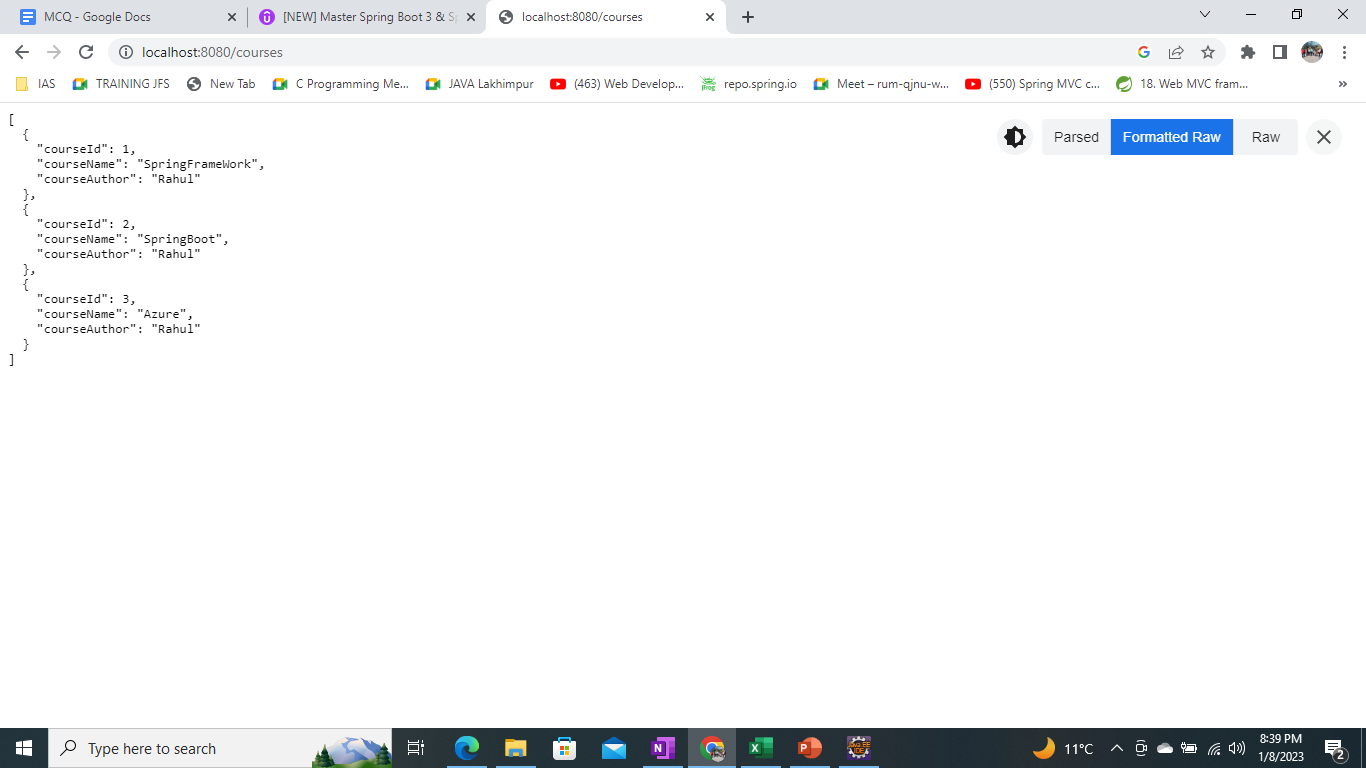 MCQ - Google Docs
[NEW] Master Spring Boot 3 & S
localhost:8080/courses
localhost:8080/courses
IAS
TRAINING JFS
New Tab
C Programming Me...
JAVA Lakhimpur
(463) Web Develop...
repo.spring.io
Meet – rum-qjnu-w...
(550) Spring MVC c...
18. Web MVC fram...
»
Parsed
Formatted Raw
Raw
[
  {
    "courseId": 1,
    "courseName": "SpringFrameWork",
    "courseAuthor": "Rahul"
  },
  {
    "courseId": 2,
    "courseName": "SpringBoot",
    "courseAuthor": "Rahul"
  },
  {
    "courseId": 3,
    "courseName": "Azure",
    "courseAuthor": "Rahul"
  }
]
Type here to search
11°C
8:39 PM
1/8/2023
2